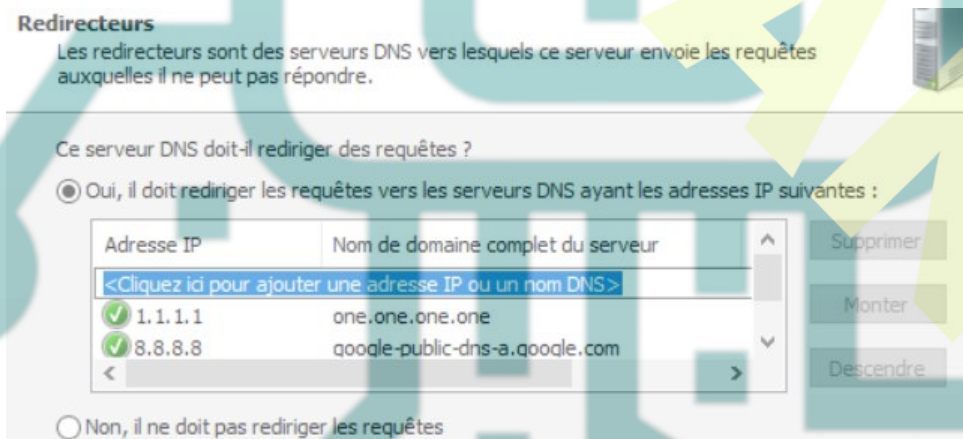 Redirecteurs
Les redirecteurs sont des serveurs DNS vers lesquels ce serveur envoie les requêtes
auxquelles il ne peut pas répondre.
Ce serveur DNS doit-il rediriger des requêtes ?
Oui, il doit rediriger les requêtes vers les serveurs DNS ayant les adresses IP suivantes :
Adresse IP Nom de domaine complet du serveur
<Cliquez ici pour ajouter une adresse IP ou un nom DNS>
1.1.1.1 one.one.one.one
8.8.8.8 google-public-dns-a.google.com
Supprimer
Monter
Descendre
Non, il ne doit pas rediriger les requêtes